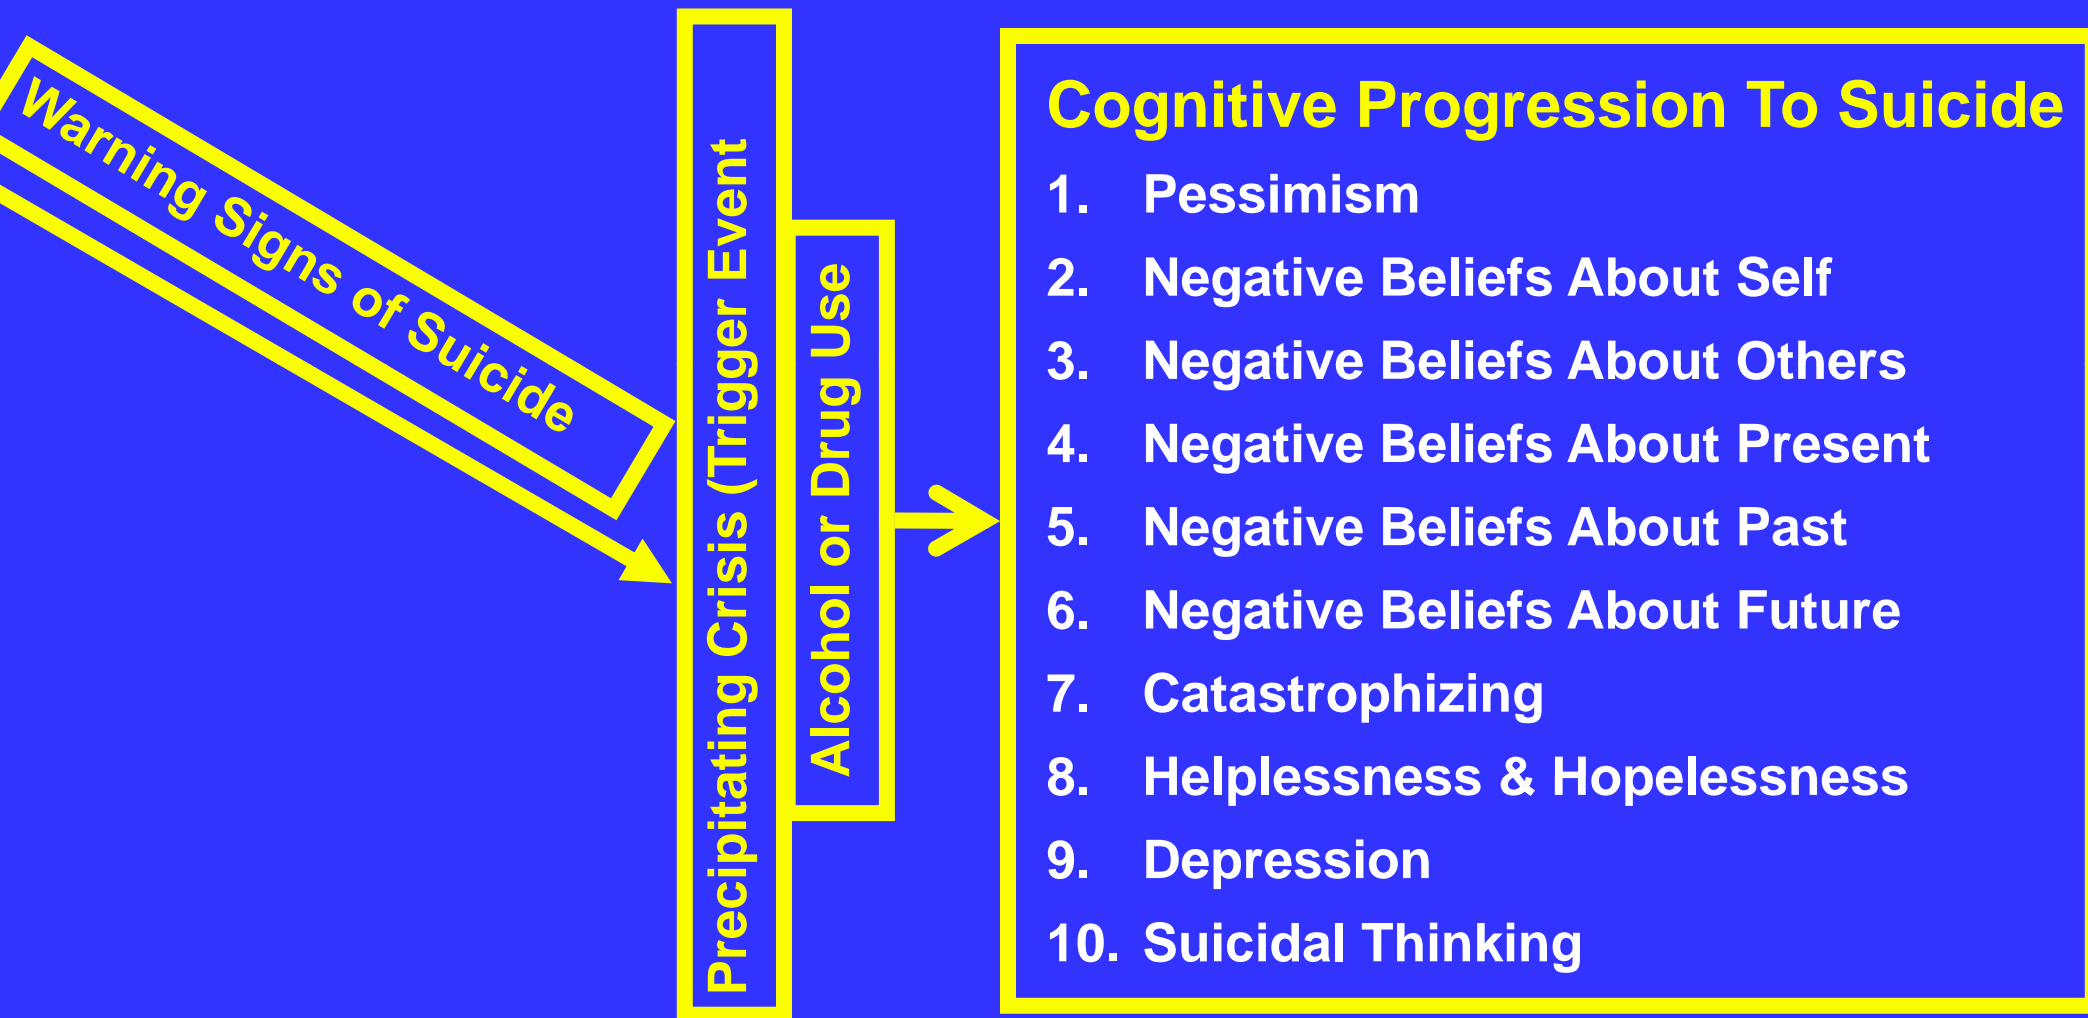 Warning Signs of Suicide
Precipitating Crisis (Trigger Event
Alcohol or Drug Use
Cognitive Progression To Suicide
1. Pessimism
2. Negative Beliefs About Self
3. Negative Beliefs About Others
4. Negative Beliefs About Present
5. Negative Beliefs About Past
6. Negative Beliefs About Future
7. Catastrophizing
8. Helplessness & Hopelessness
9. Depression
10. Suicidal Thinking